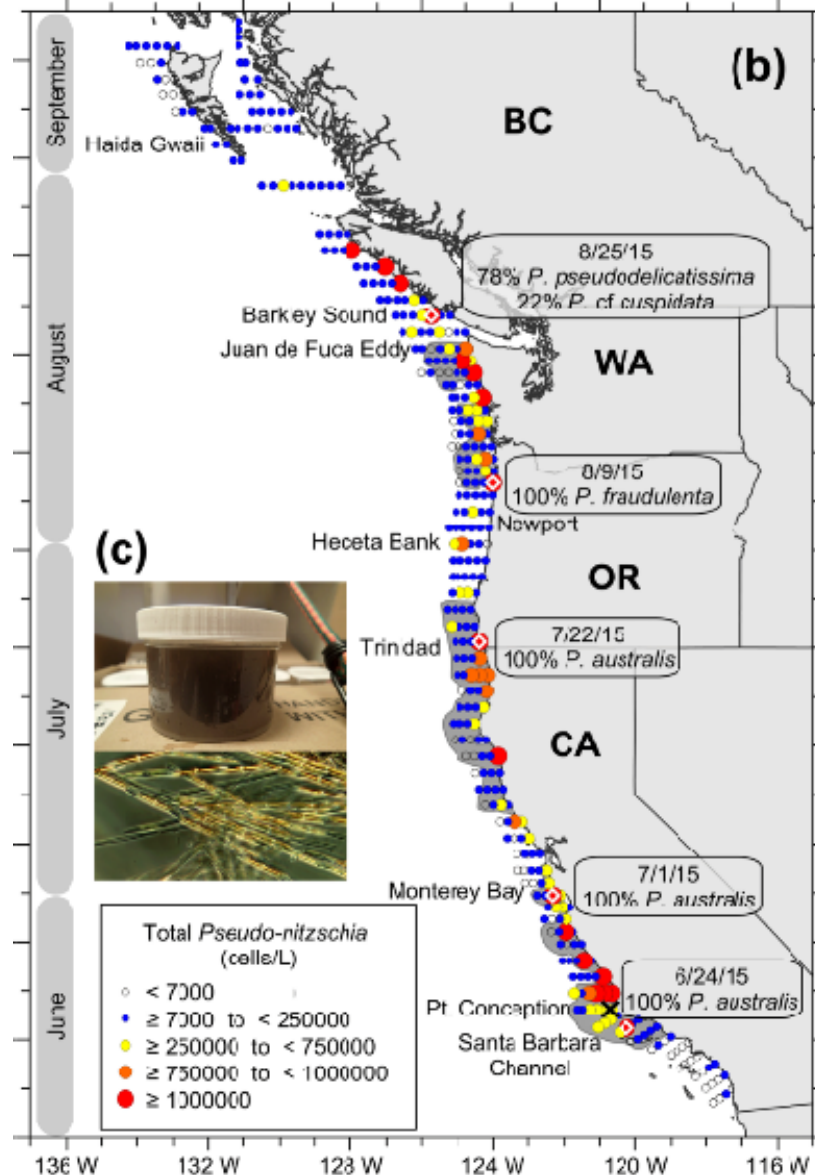 (b)
September
August
July
June
BC
WA
OR
CA
Haida Gwaii
8/25/15
78% P. pseudodelicatissima
22% P. cf cuspidata
Barkley Sound
Juan de Fuca Eddy
8/9/15
100% P. fraudulenta
Newport
(c)
Heceta Bank
7/22/15
100% P. australis
Trinidad
7/1/15
100% P. australis
Monterey Bay
6/24/15
100% P. australis
Pt. Conception
Santa Barbara
Channel
Total Pseudo-nitzschia
(cells/L)
< 7000
≥ 7000 to < 250000
≥ 250000 to < 750000
≥ 750000 to < 1000000
≥ 1000000
136 W
132 W
128 W
124 W
120 W
116 W